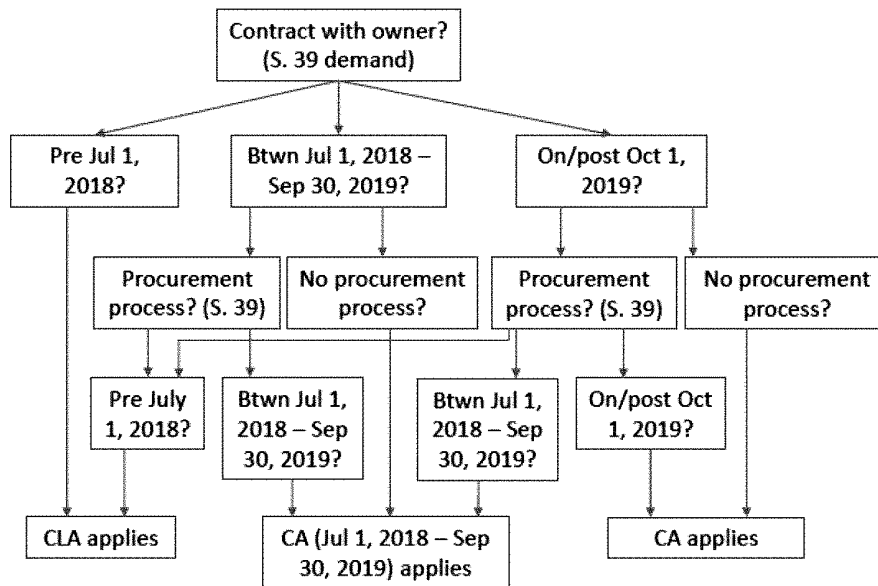 Contract with owner?
(S. 39 demand)
Pre Jul 1,
2018?
Btwn Jul 1, 2018 –
Sep 30, 2019?
On/post Oct 1,
2019?
Procurement
process? (S. 39)
No procurement
process?
Procurement
process? (S. 39)
No procurement
process?
Pre July
1, 2018?
Btwn Jul 1,
2018 – Sep
30, 2019?
Btwn Jul 1,
2018 – Sep
30, 2019?
On/post Oct
1, 2019?
CLA applies
CA (Jul 1, 2018 – Sep
30, 2019) applies
CA applies